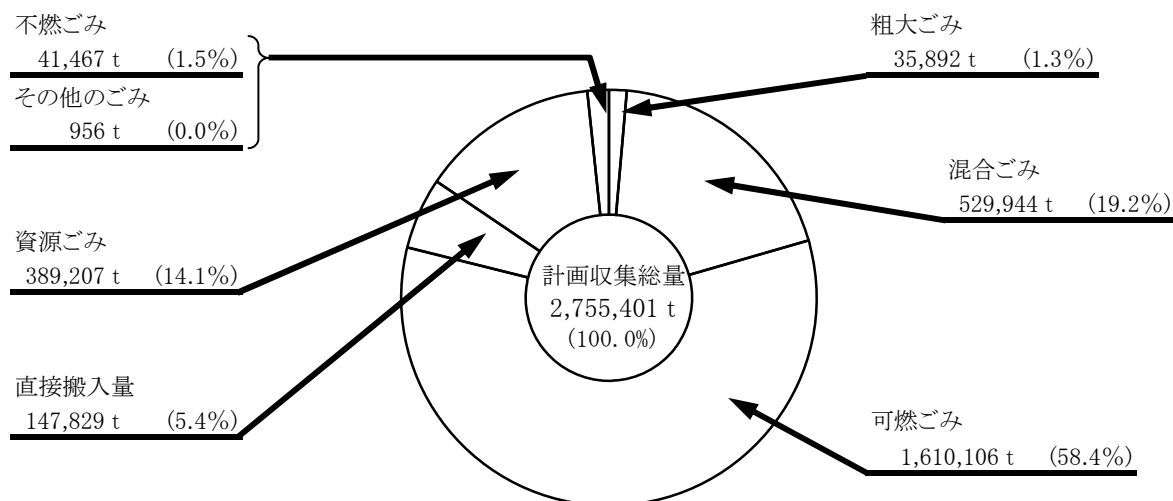 不燃ごみ
41,467 t (1.5%)
その他のごみ
956 t (0.0%)
資源ごみ
389,207 t (14.1%)
直接搬入量
147,829 t (5.4%)
計画収集総量
2,755,401 t
(100.0%)
粗大ごみ
35,892 t (1.3%)
混合ごみ
529,944 t (19.2%)
可燃ごみ
1,610,106 t (58.4%)